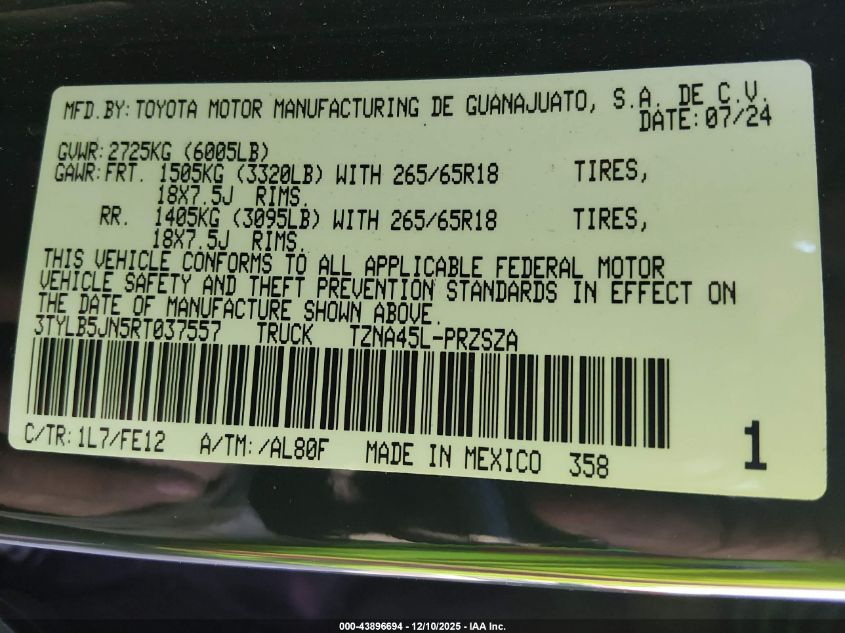 MFD.BY:TOYOTA MOTOR MANUFACTURING DE GUANAJUATO, S.A. DE C.V.
DATE:07/24
GVWR:2725KG (6005LB)
GAWR:FRT. 1505KG (3320LB) WITH 265/65R18 TIRES,
18X7.5J RIMS.
RR. 1405KG (3095LB) WITH 265/65R18 TIRES,
18X7.5J RIMS.
THIS VEHICLE CONFORMS TO ALL APPLICABLE FEDERAL MOTOR
VEHICLE SAFETY AND THEFT PREVENTION STANDARDS IN EFFECT ON
THE DATE OF MANUFACTURE SHOWN ABOVE.
3TYLB5JN5RT037557 TRUCK TZNA45L-PRZSZA
C/TR:1L7/FE12 A/TM:/AL80F MADE IN MEXICO 358 1
000-43896694 - 12/10/2025 - IAA Inc.